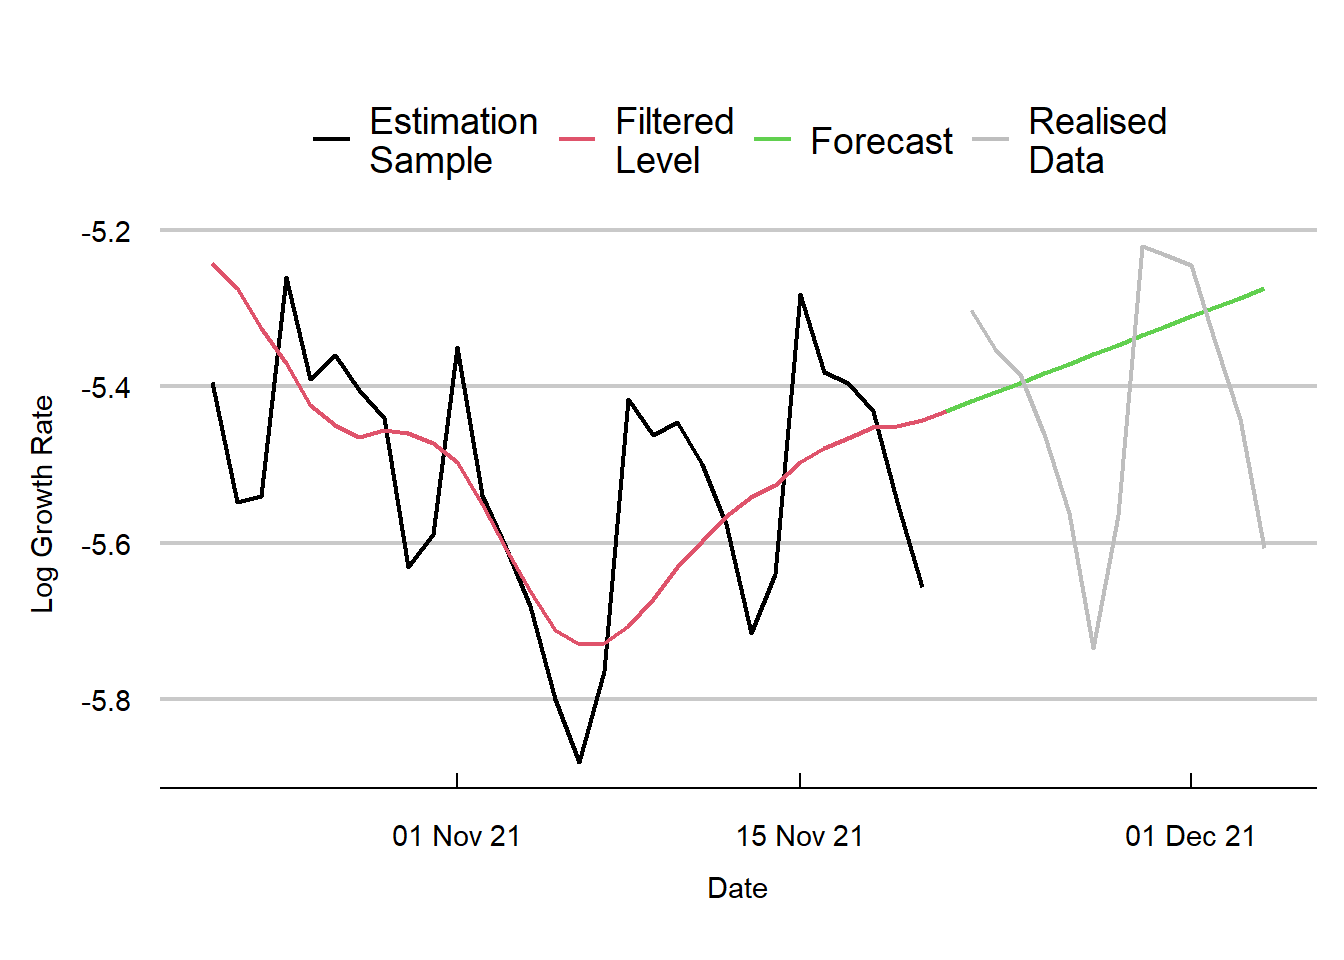 Estimation Sample
Filtered Level
Forecast
Realised Data
-5.2
-5.4
-5.6
-5.8
Log Growth Rate
01 Nov 21
15 Nov 21
01 Dec 21
Date